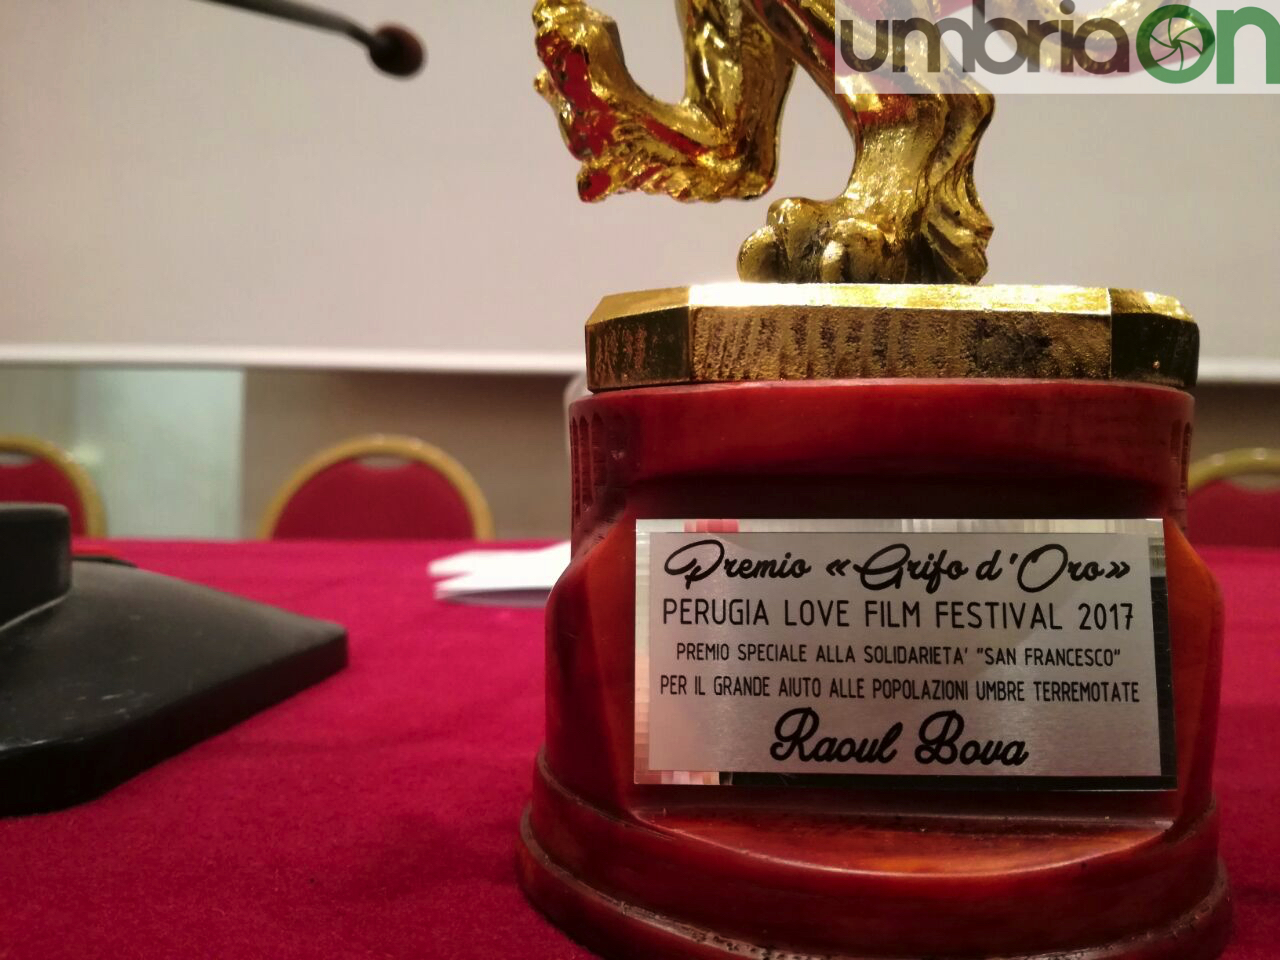 umbriaOn
Premio «Grifo d'Oro»
PERUGIA LOVE FILM FESTIVAL 2017
PREMIO SPECIALE ALLA SOLIDARIETA' "SAN FRANCESCO"
PER IL GRANDE AIUTO ALLE POPOLAZIONI UMBRE TERREMOTATE
Raoul Bova